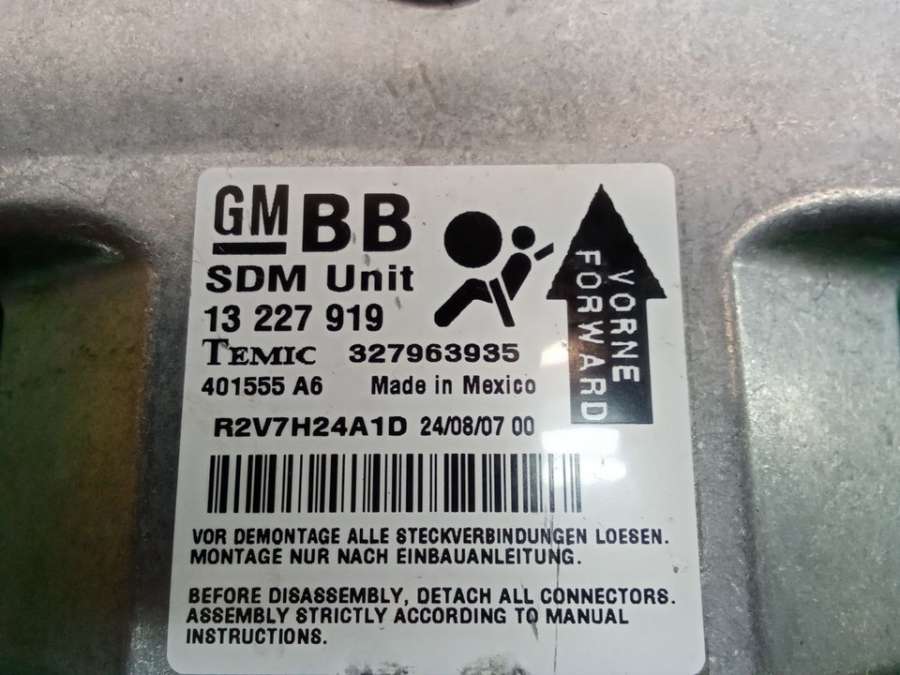 GM BB
SDM Unit
13 227 919
TEMIC 327963935
401555 A6 Made in Mexico
R2V7H24A1D 24/08/07 00
VORNE
FORWARD
VOR DEMONTAGE ALLE STECKVERBINDUNGEN LOESEN.
MONTAGE NUR NACH EINBAUANLEITUNG.
BEFORE DISASSEMBLY, DETACH ALL CONNECTORS.
ASSEMBLY STRICTLY ACCORDING TO MANUAL
INSTRUCTIONS.